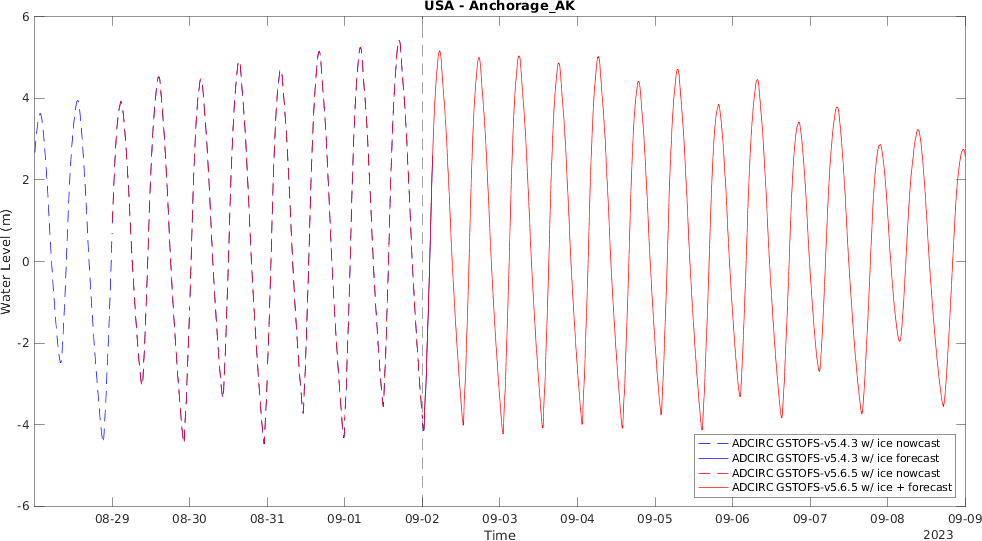 USA - Anchorage_AK
6
4
2
0
-2
-4
-6
Water Level (m)
ADCIRC GSTOFS-v5.4.3 w/ ice nowcast
ADCIRC GSTOFS-v5.4.3 w/ ice forecast
ADCIRC GSTOFS-v5.6.5 w/ ice nowcast
ADCIRC GSTOFS-v5.6.5 w/ ice + forecast
08-29 08-30 08-31 09-01 09-02 09-03 09-04 09-05 09-06 09-07 09-08 09-09
Time
2023